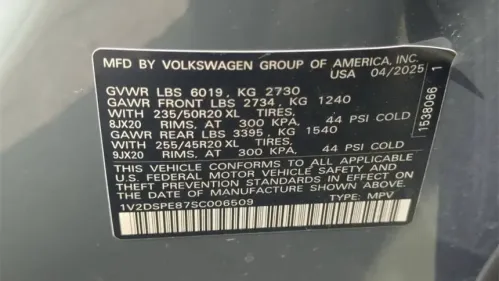 MFD BY VOLKSWAGEN GROUP OF AMERICA, INC.
USA 04/2025
GVWR LBS 6019, KG 2730
GAWR FRONT LBS 2734, KG 1240
WITH 235/50R20 XL TIRES,
8JX20 RIMS, AT 300 KPA, 44 PSI COLD
GAWR REAR LBS 3395, KG 1540
WITH 255/45R20 XL TIRES,
9JX20 RIMS, AT 300 KPA, 44 PSI COLD
THIS VEHICLE CONFORMS TO ALL APPLICABLE
U.S. FEDERAL MOTOR VEHICLE SAFETY
STANDARDS IN EFFECT ON THE
DATE OF MANUFACTURE SHOWN ABOVE
1V2DSPE87SC006509 TYPE: MPV
1938066 1